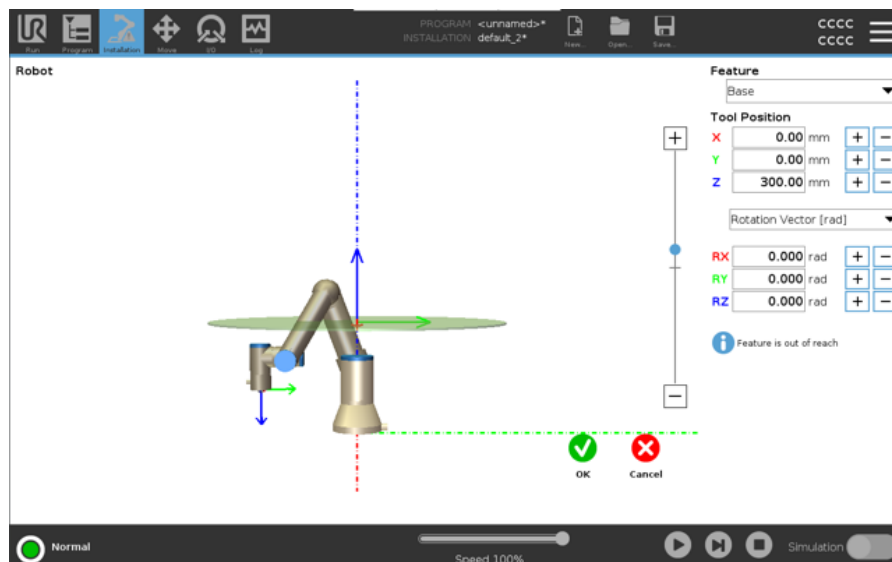 PROGRAM <unnamed>*
INSTALLATION default_2*
CCCC
CCCC
UR
Run
Program
Installation
Move
I/O
Log
New...
Open...
Save...
Robot
Feature
Base
Tool Position
X 0.00 mm + −
Y 0.00 mm + −
Z 300.00 mm + −
Rotation Vector [rad]
RX 0.000 rad + −
RY 0.000 rad + −
RZ 0.000 rad + −
i Feature is out of reach
+
−
OK
Cancel
Normal
Speed 100%
Simulation